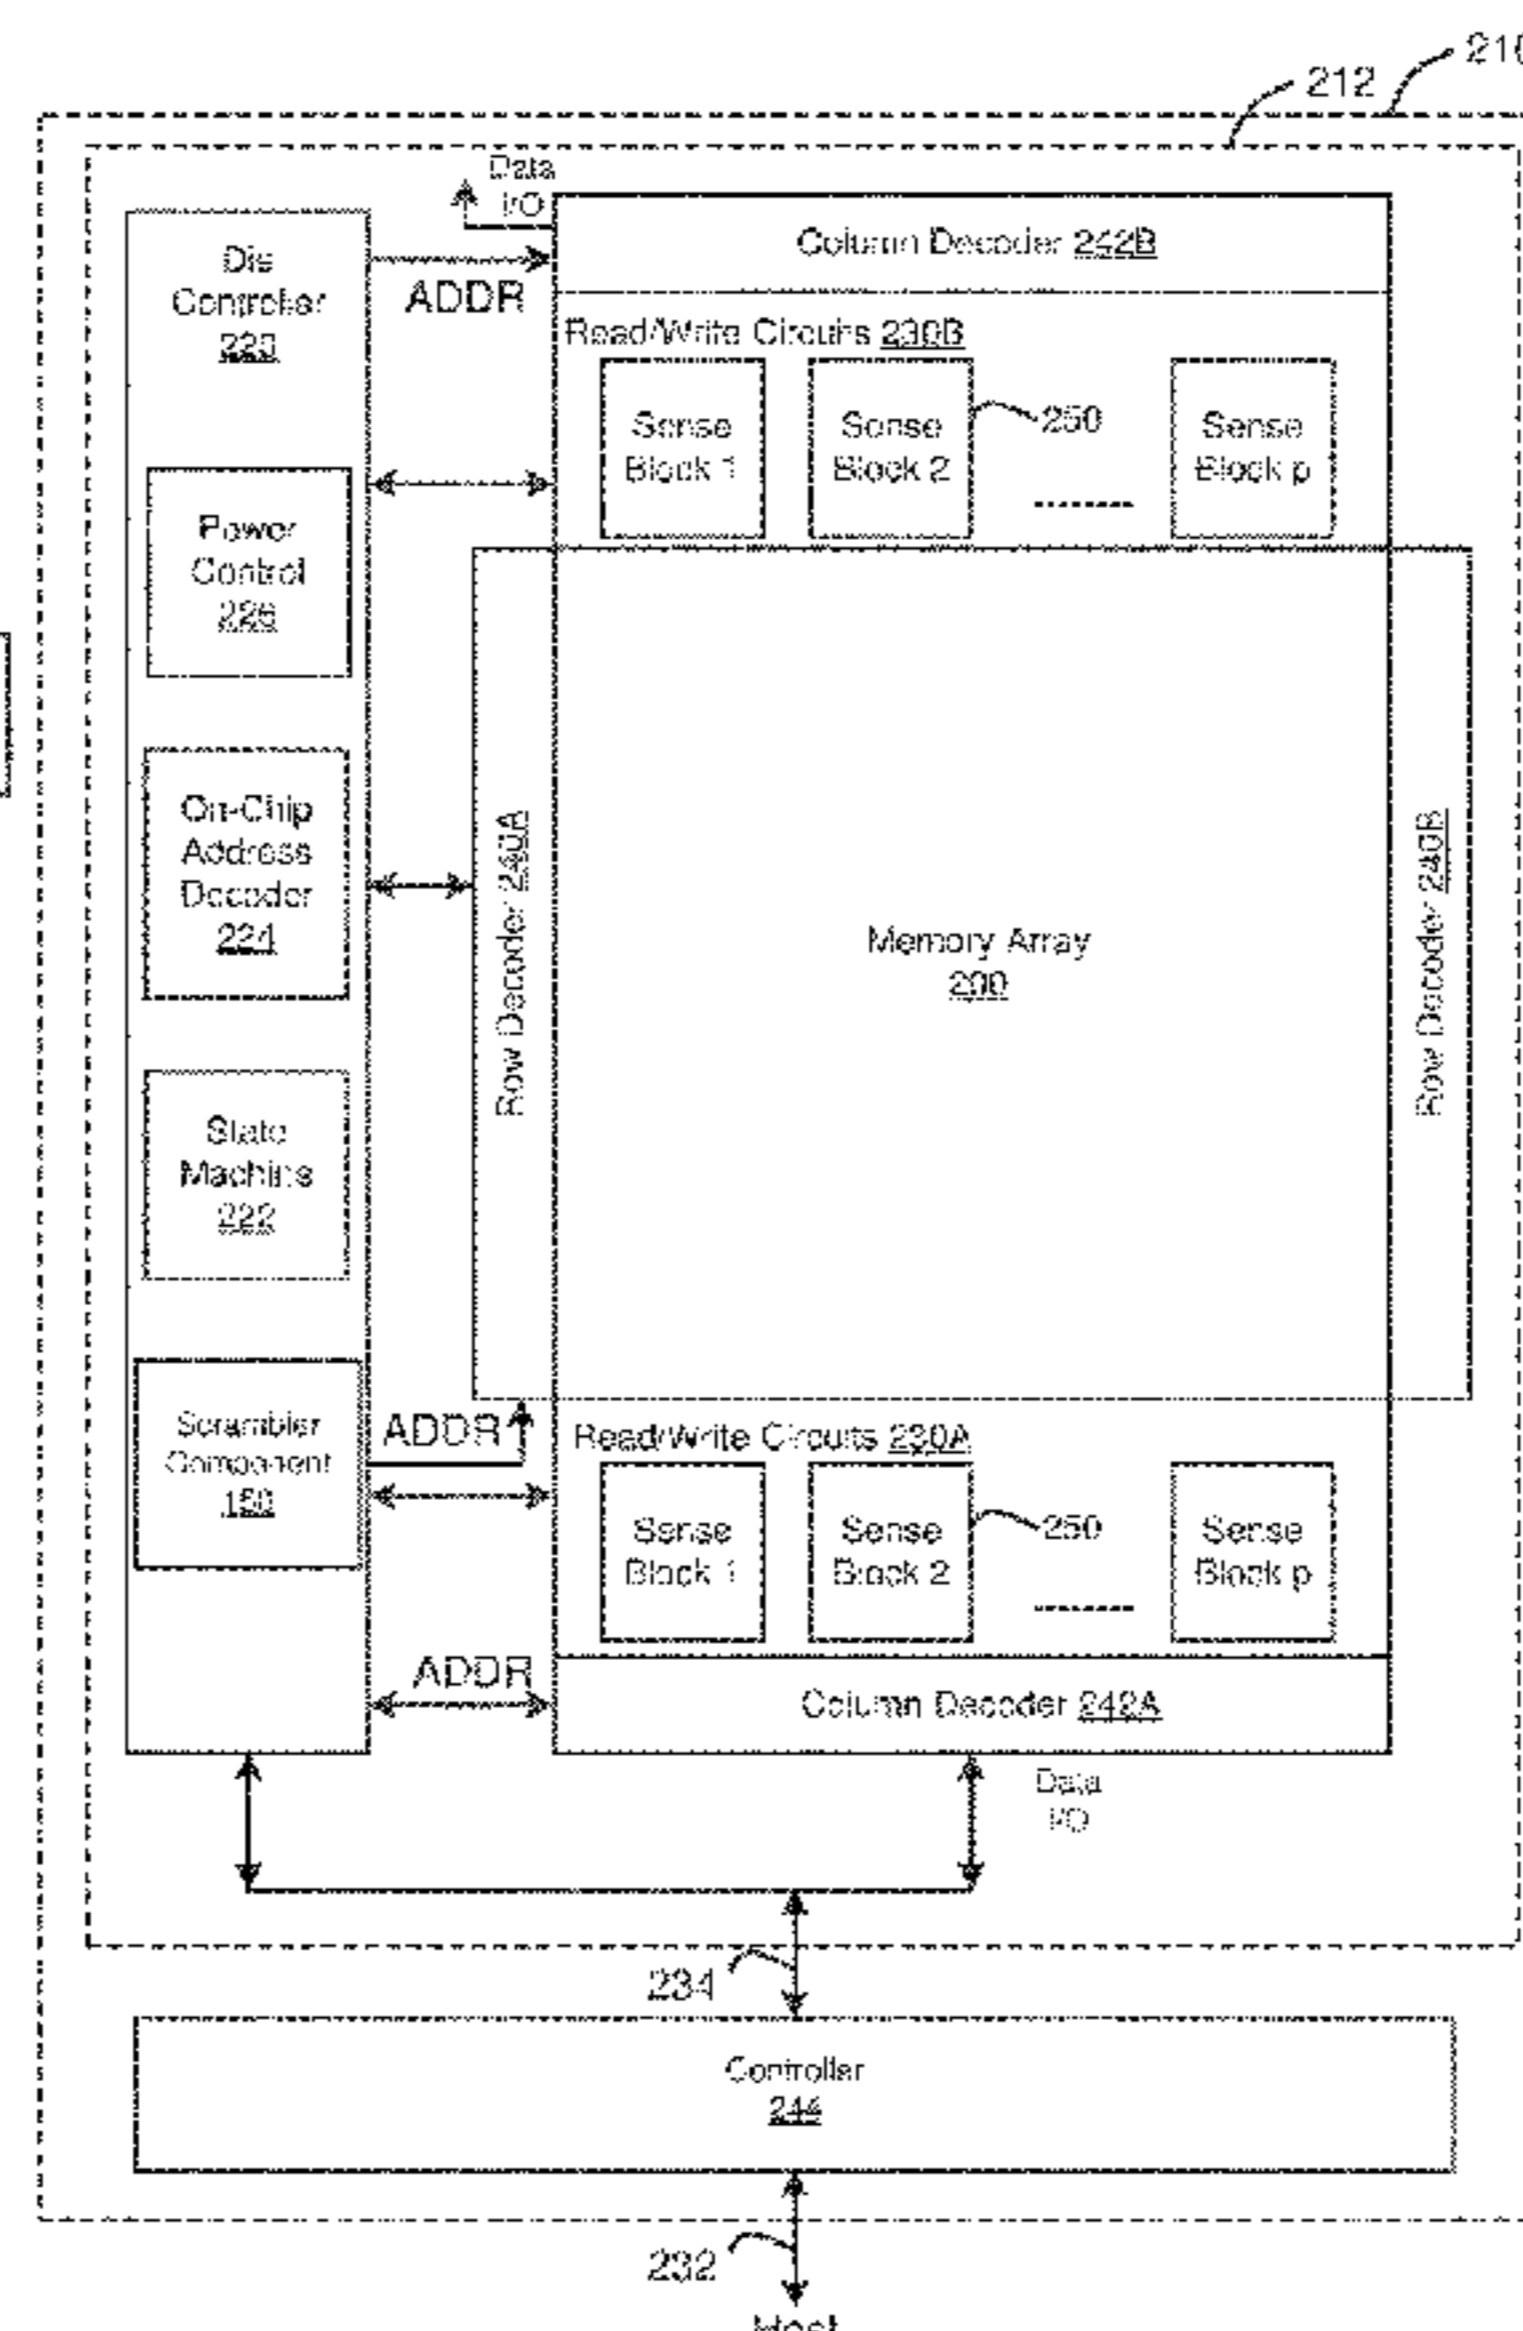 210
212
Data
I/O
Die
Controller
220
ADDR
Column Decoder 242B
Read/Write Circuits 230B
Sense
Block 1
Sense
Block 2
250
Sense
Block p
Power
Control
226
On-Chip
Address
Decoder
224
Row Decoder 240A
Memory Array
200
Row Decoder 240B
State
Machine
222
Scrambler
Component
150
ADDR
Read/Write Circuits 230A
Sense
Block 1
Sense
Block 2
250
Sense
Block p
ADDR
Column Decoder 242A
Data
I/O
234
Controller
244
232
Host